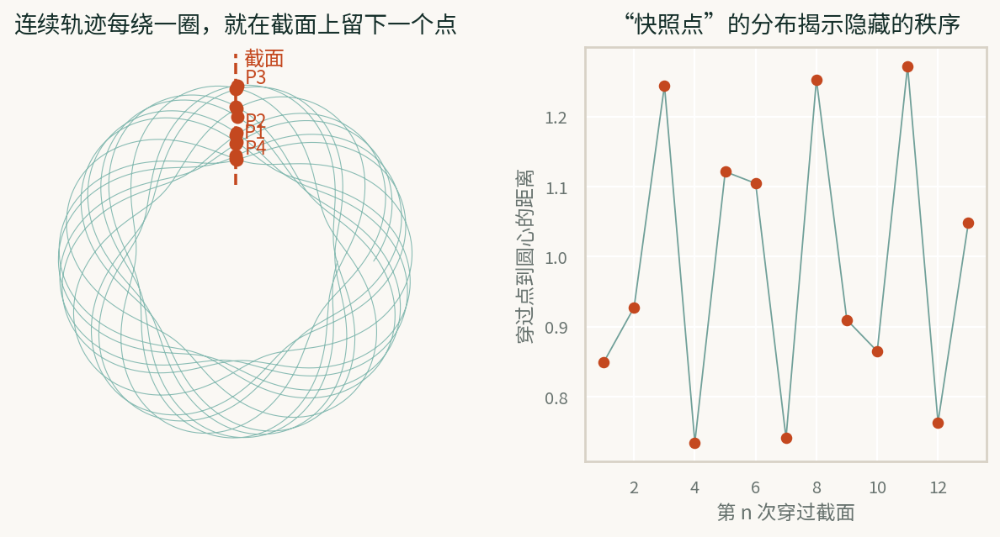 连续轨迹每绕一圈，就在截面上留下一个点
截面
P3
P2
P1
P4
“快照点”的分布揭示隐藏的秩序
穿过点到圆心的距离
1.2
1.1
1.0
0.9
0.8
2 4 6 8 10 12
第 n 次穿过截面